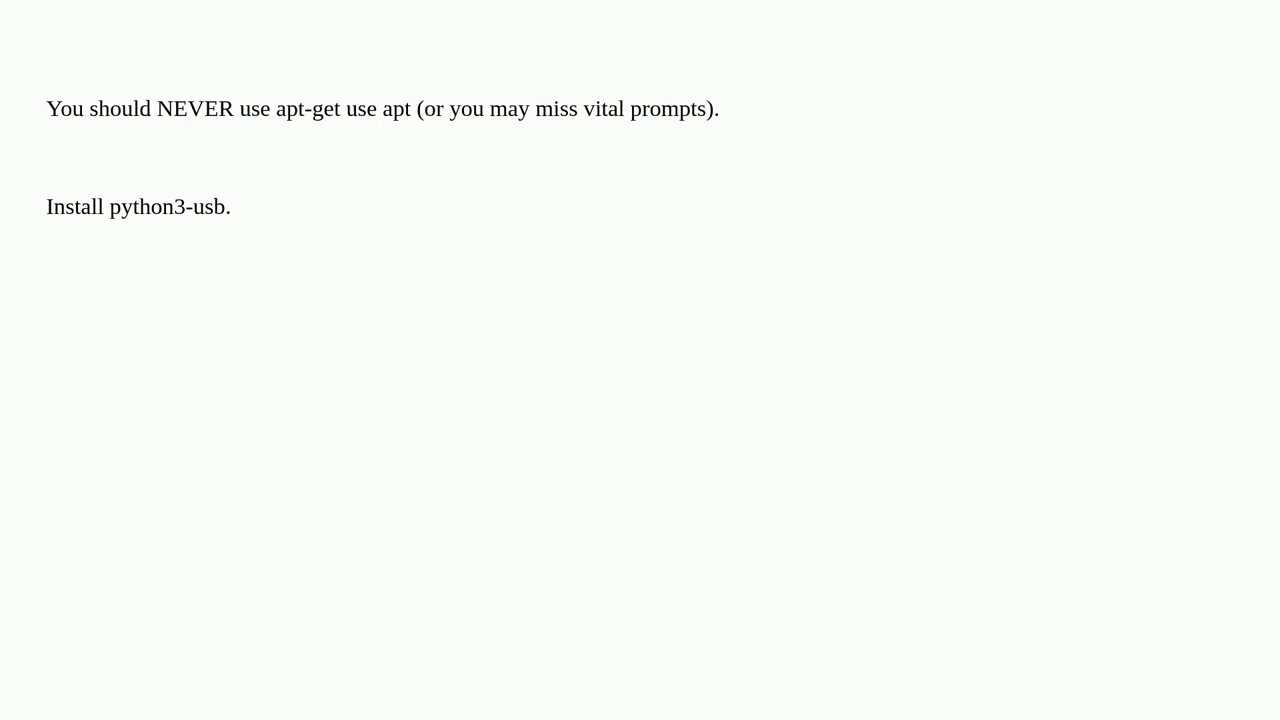 You should NEVER use apt-get use apt (or you may miss vital prompts).
Install python3-usb.